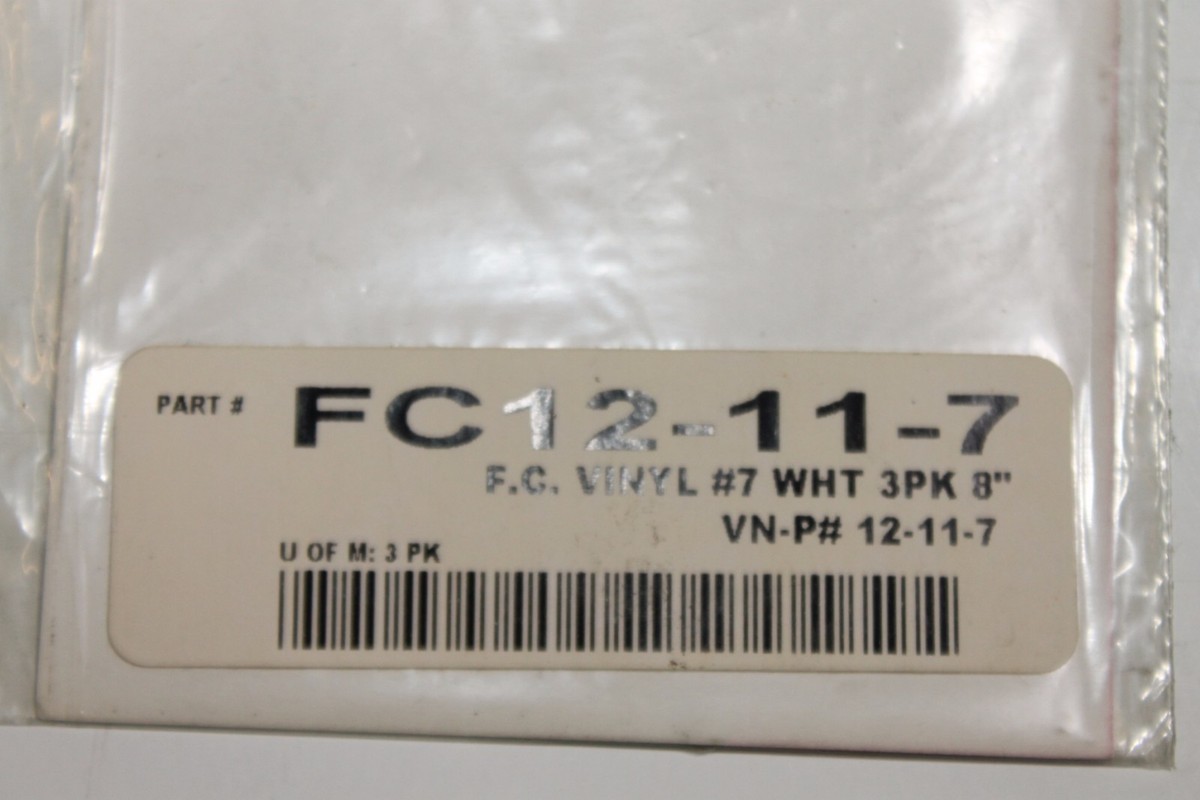 PART # FC12-11-7
F.C. VINYL #7 WHT 3PK 8"
VN-P# 12-11-7
U OF M: 3 PK